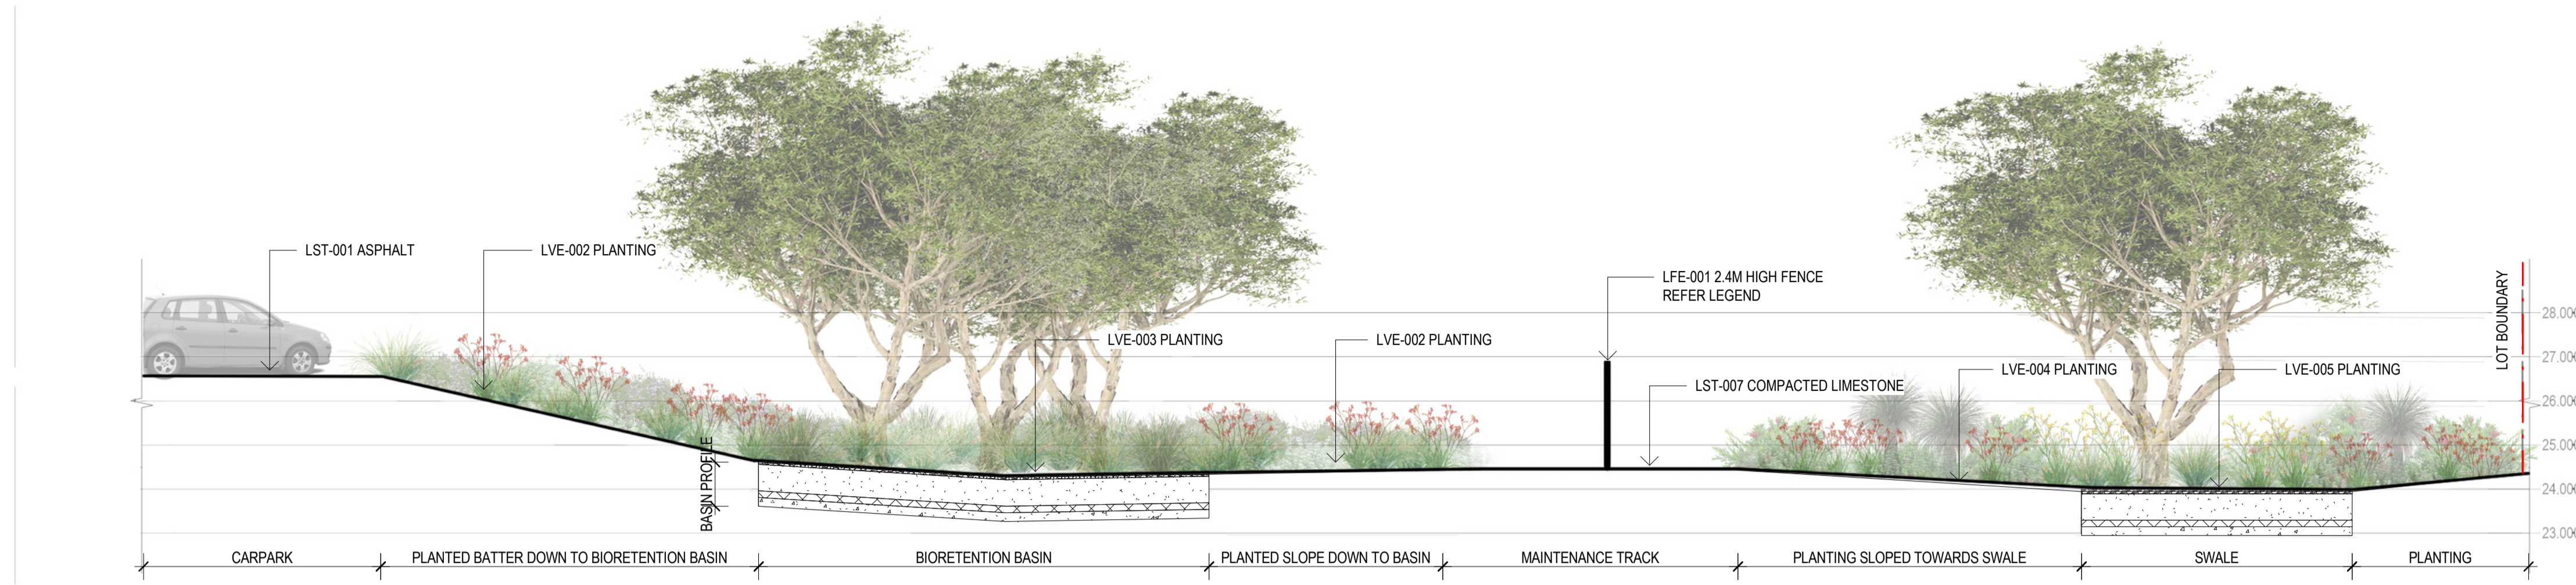 LST-001 ASPHALT
LVE-002 PLANTING
LFE-001 2.4M HIGH FENCE
REFER LEGEND
LVE-003 PLANTING
LVE-002 PLANTING
LST-007 COMPACTED LIMESTONE
LVE-004 PLANTING
LVE-005 PLANTING
LOT BOUNDARY
28.00
27.00
26.00
25.00
24.00
23.00
BASIN PROFILE
CARPARK
PLANTED BATTER DOWN TO BIORETENTION BASIN
BIORETENTION BASIN
PLANTED SLOPE DOWN TO BASIN
MAINTENANCE TRACK
PLANTING SLOPED TOWARDS SWALE
SWALE
PLANTING